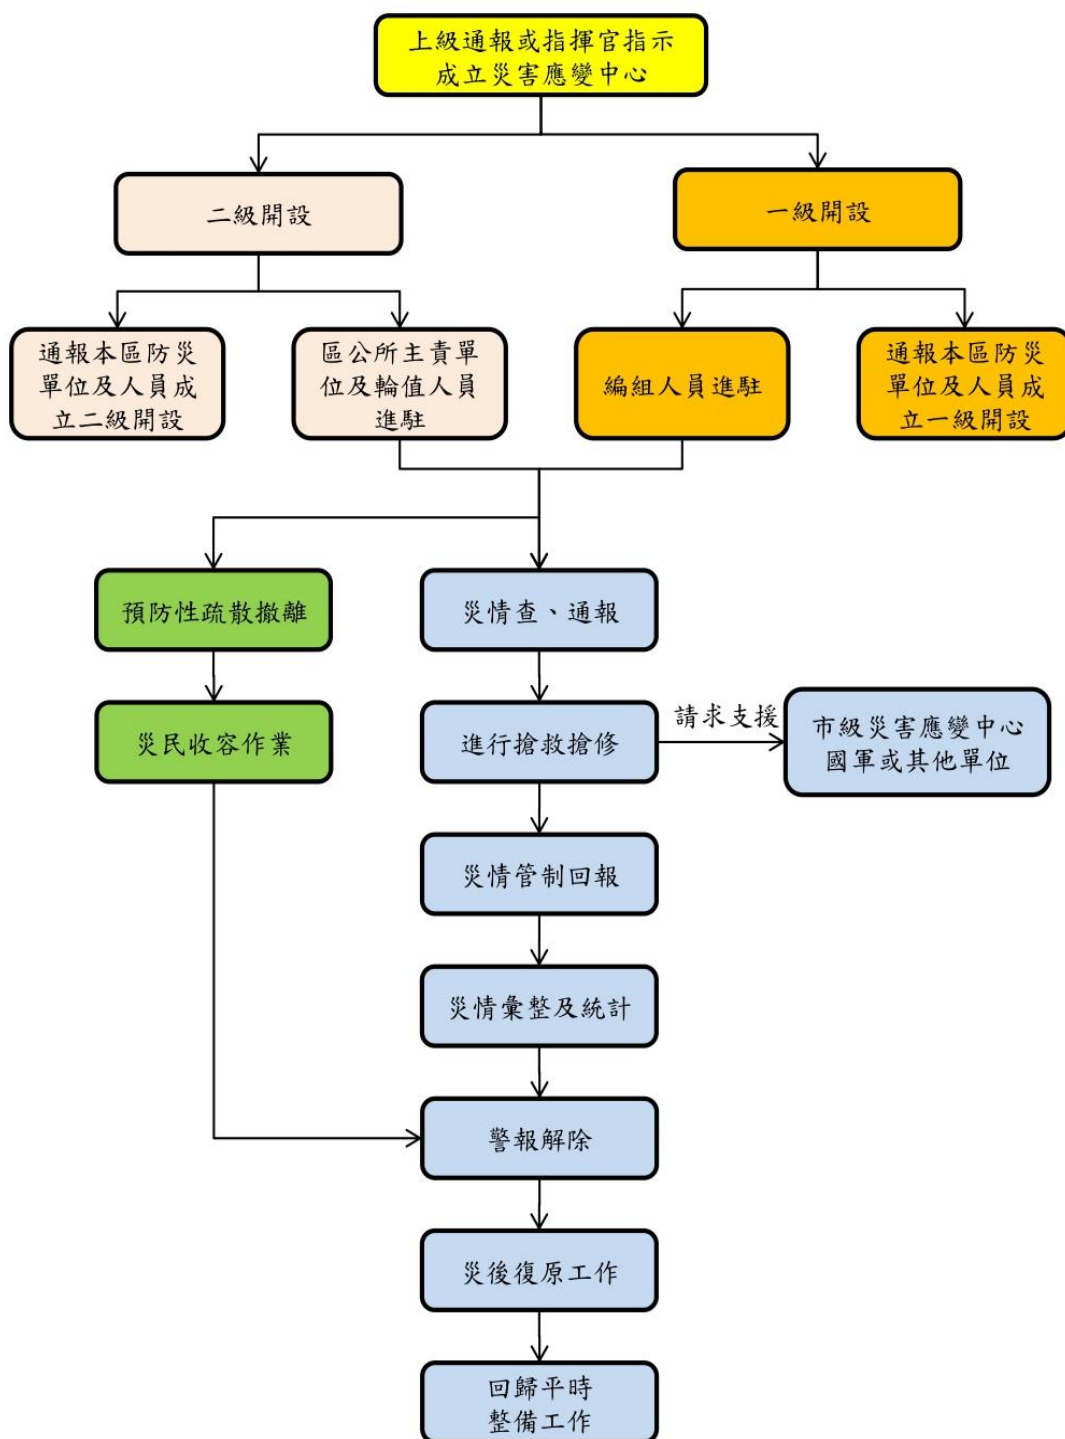 上級通報或指揮官指示
成立災害應變中心
二級開設
一級開設
通報本區防災
單位及人員成
立二級開設
區公所主責單
位及輪值人員
進駐
編組人員進駐
通報本區防災
單位及人員成
立一級開設
預防性疏散撤離
災情查、通報
災民收容作業
進行搶救搶修
請求支援
市級災害應變中心
國軍或其他單位
災情管制回報
災情彙整及統計
警報解除
災後復原工作
回歸平時
整備工作